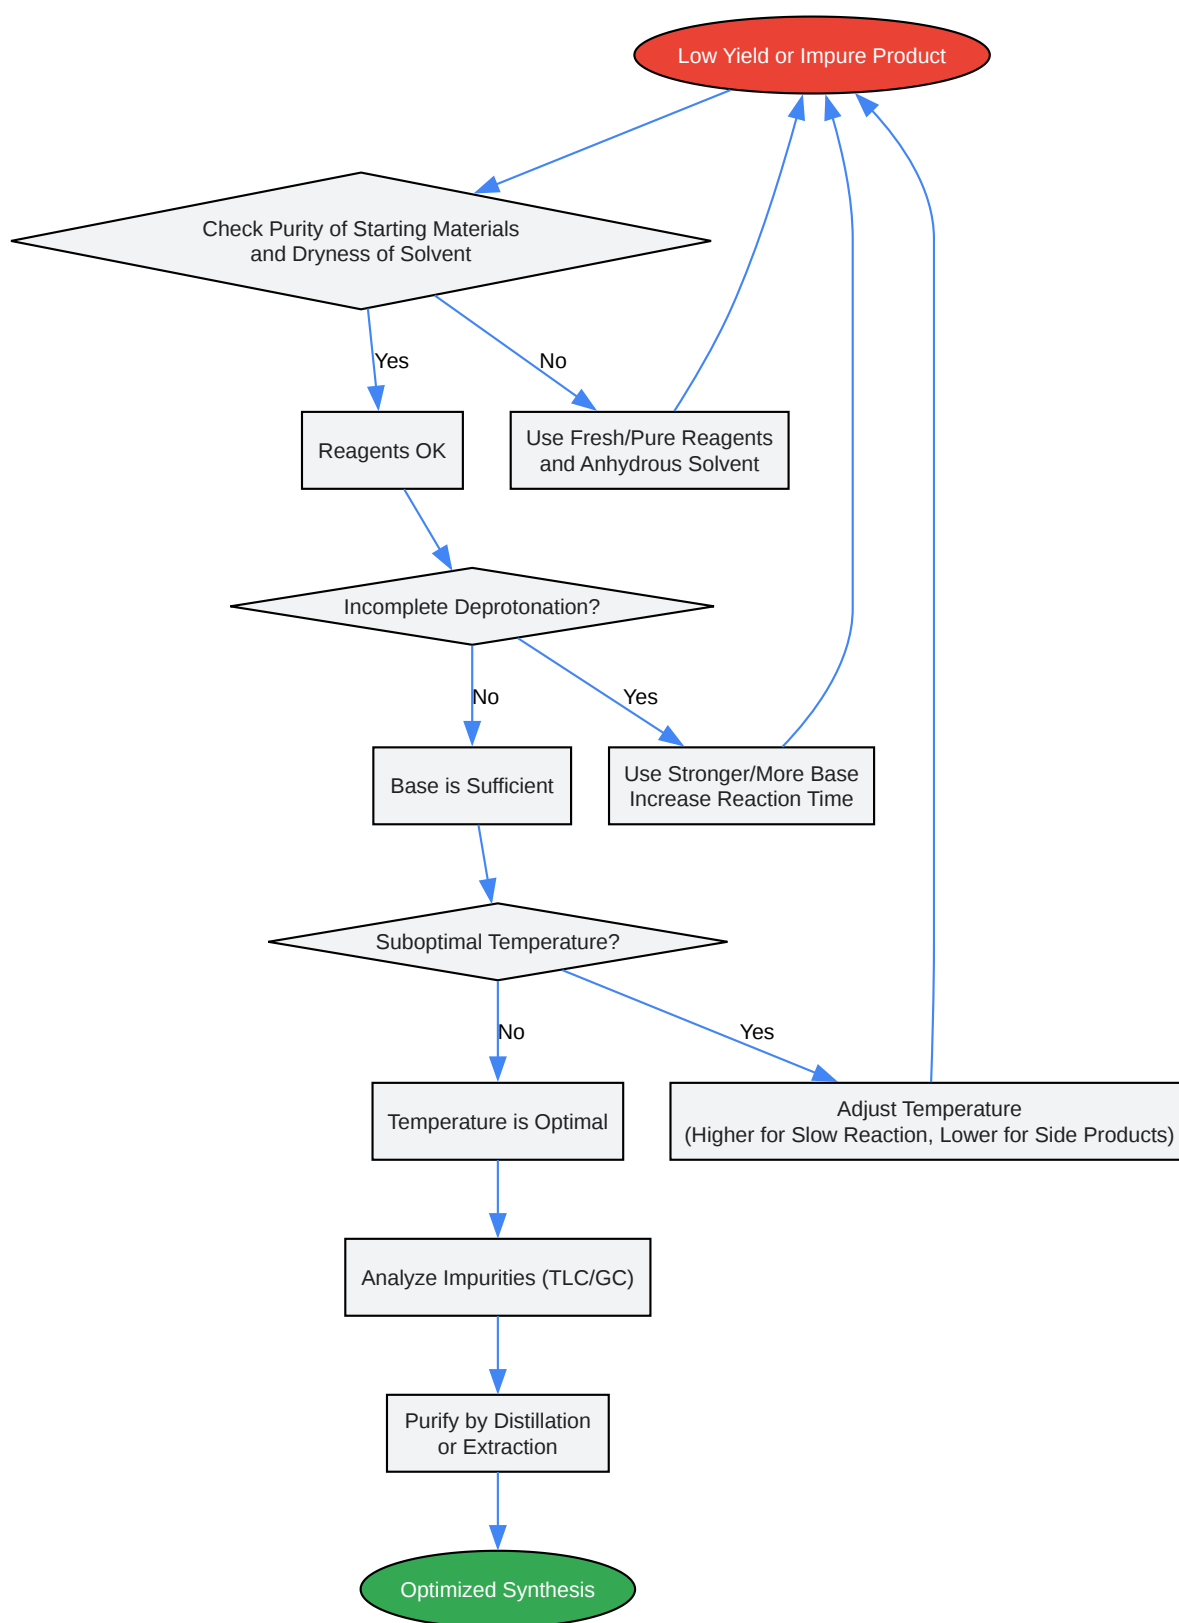 Low Yield or Impure Product
Check Purity of Starting Materials
and Dryness of Solvent
Yes
No
Reagents OK
Use Fresh/Pure Reagents
and Anhydrous Solvent
Incomplete Deprotonation?
No
Yes
Base is Sufficient
Use Stronger/More Base
Increase Reaction Time
Suboptimal Temperature?
No
Yes
Temperature is Optimal
Adjust Temperature
(Higher for Slow Reaction, Lower for Side Products)
Analyze Impurities (TLC/GC)
Purify by Distillation
or Extraction
Optimized Synthesis